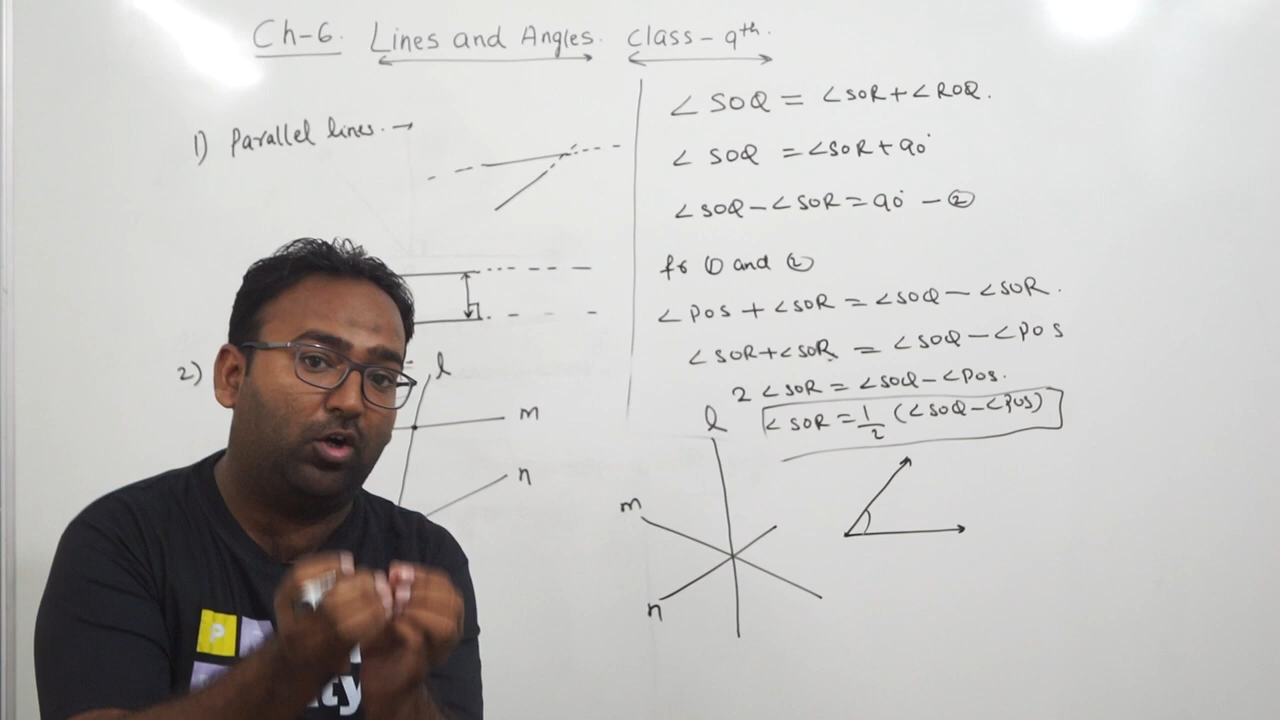 Ch-6. Lines and Angles. Class-9th.
1) Parallel lines. →
2)
l
m
n
∠SOQ = ∠SOR + ∠ROQ.
∠SOQ = ∠SOR + 90°
∠SOQ - ∠SOR = 90° - ②
fr ① and ②
∠POS + ∠SOR = ∠SOQ - ∠SOR.
∠SOR + ∠SOR = ∠SOQ - ∠POS
2∠SOR = ∠SOQ - ∠POS.
∠SOR = 1/2 (∠SOQ - ∠POS)
l
m
n
P
ty